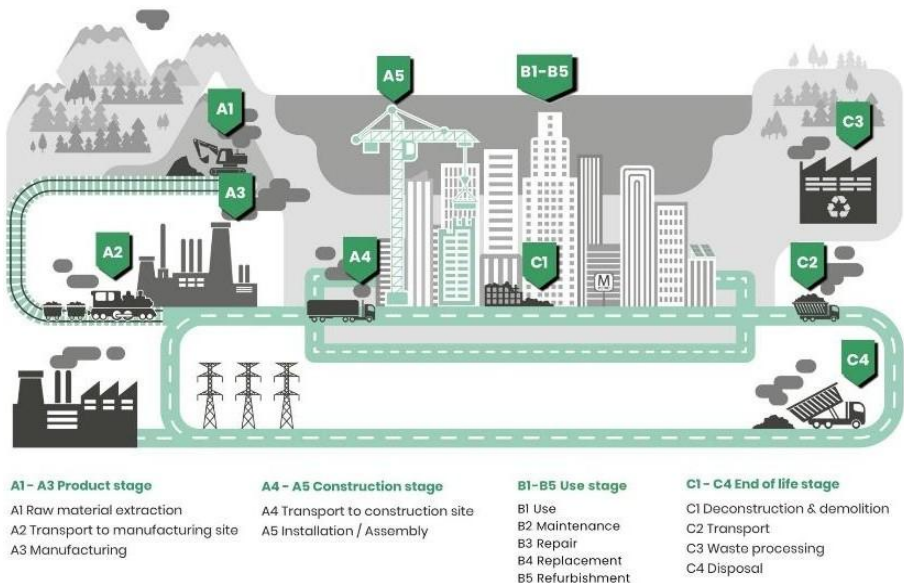 A5
B1-B5
A1
C3
A3
A2
A4
C1
C2
M
C4
A1 - A3 Product stage
A1 Raw material extraction
A2 Transport to manufacturing site
A3 Manufacturing
A4 - A5 Construction stage
A4 Transport to construction site
A5 Installation / Assembly
B1-B5 Use stage
B1 Use
B2 Maintenance
B3 Repair
B4 Replacement
B5 Refurbishment
C1 - C4 End of life stage
C1 Deconstruction & demolition
C2 Transport
C3 Waste processing
C4 Disposal